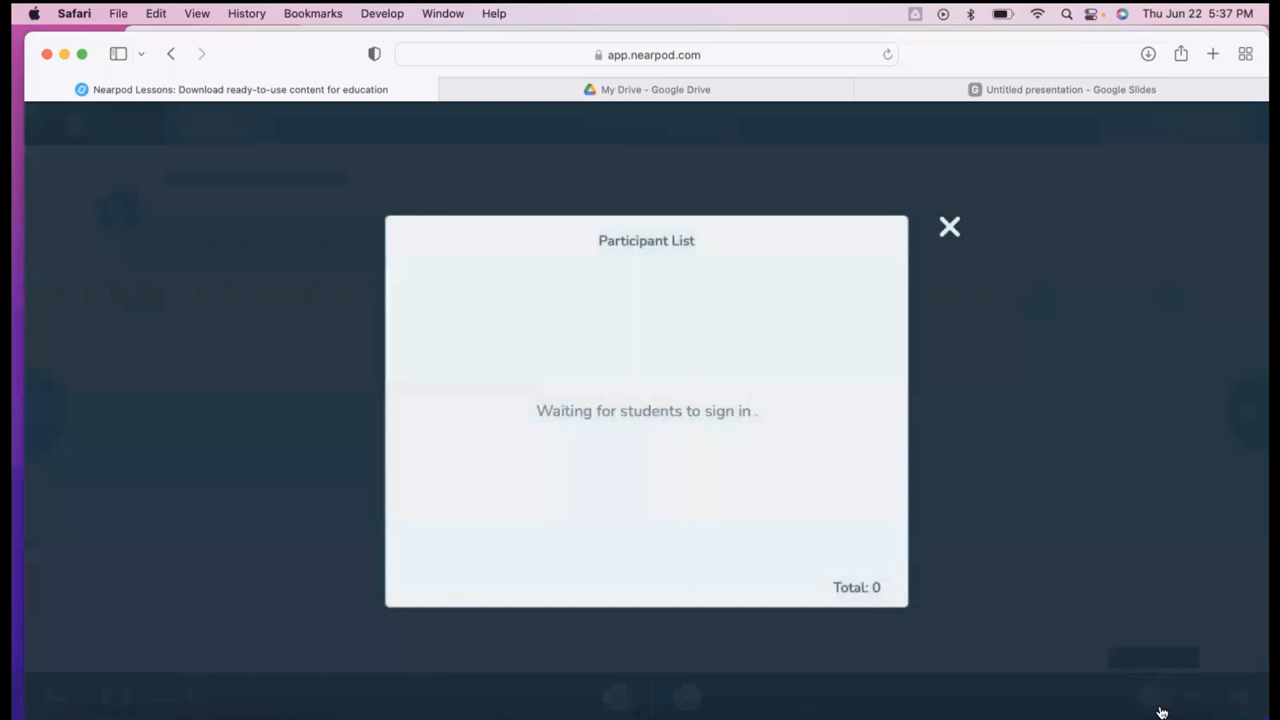 Safari File Edit View History Bookmarks Develop Window Help Thu Jun 22 5:37 PM
app.nearpod.com
Nearpod Lessons: Download ready-to-use content for education My Drive - Google Drive G Untitled presentation - Google Slides
Participant List
Waiting for students to sign in .
Total: 0